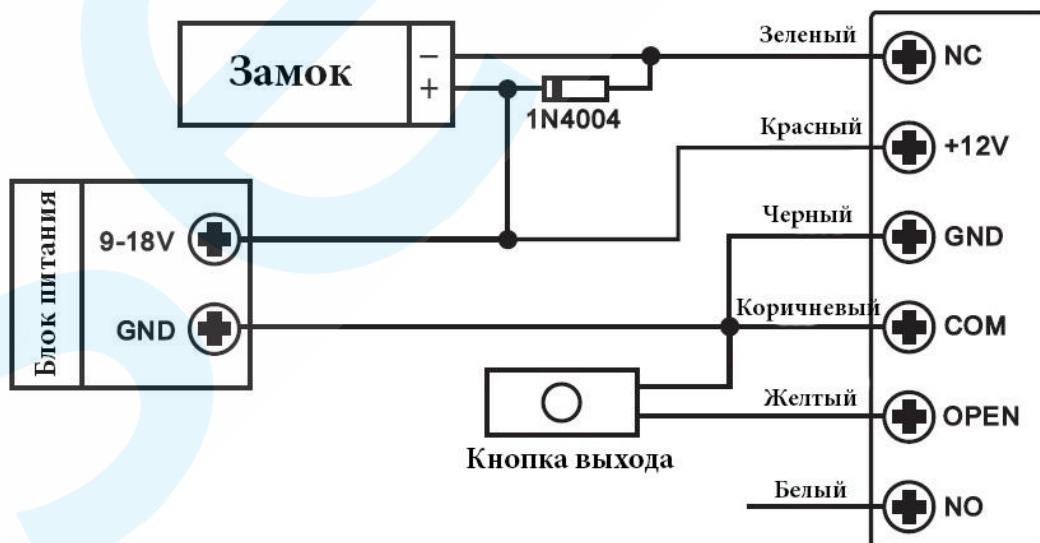 Зеленый
NC
Замок
−
+
1N4004
Красный
+12V
Черный
GND
Блок питания
9-18V
GND
Коричневый
COM
Желтый
OPEN
Кнопка выхода
Белый
NO